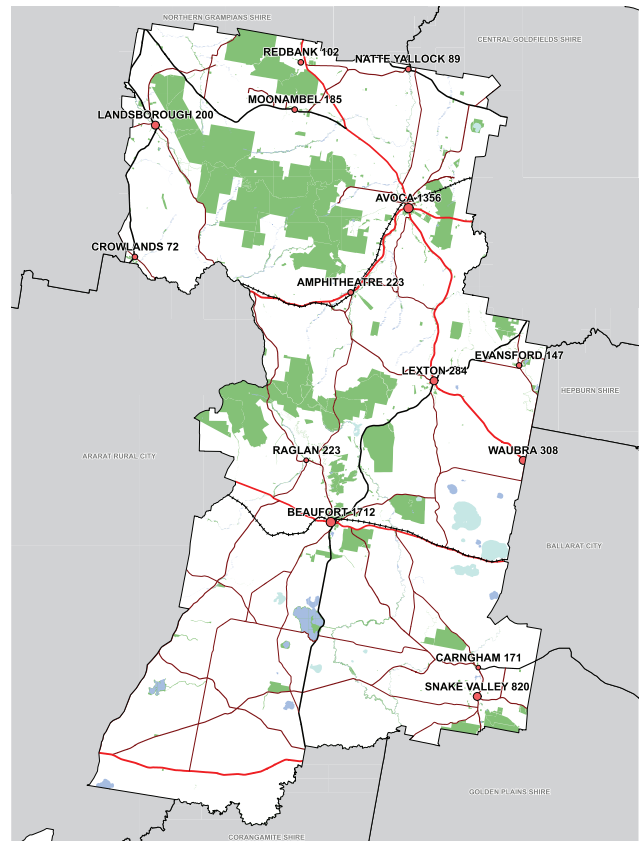 NORTHERN GRAMPIANS SHIRE
CENTRAL GOLDFIELDS SHIRE
REDBANK 102
NATTE YALLOCK 89
MOONAMBEL 185
LANDSBOROUGH 200
AVOCA 1356
CROWLANDS 72
AMPHITHEATRE 223
EVANSFORD 147
LEXTON 284
HEPBURN SHIRE
RAGLAN 223
WAUBRA 308
ARARAT RURAL CITY
BEAUFORT 1712
BALLARAT CITY
CARNGHAM 171
SNAKE VALLEY 820
GOLDEN PLAINS SHIRE
CORANGAMITE SHIRE